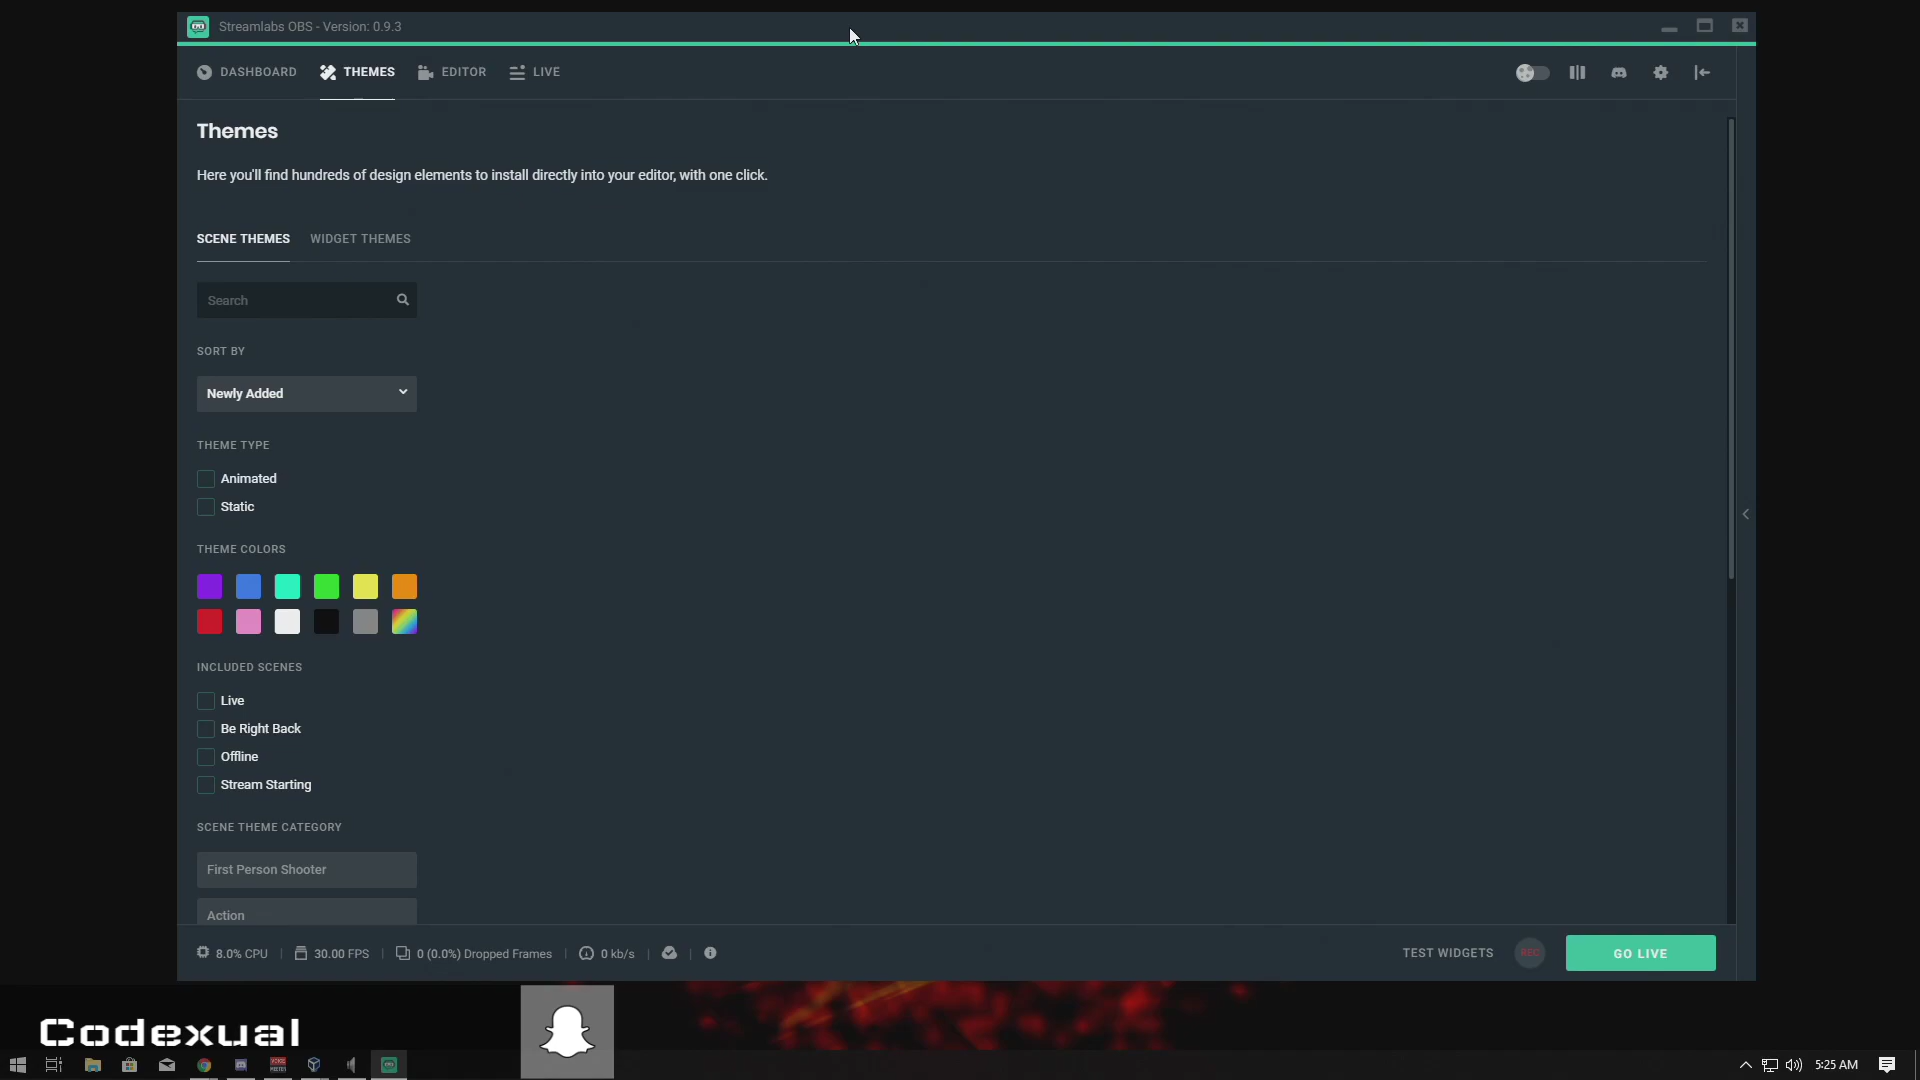 Streamlabs OBS - Version: 0.9.3
DASHBOARD THEMES EDITOR LIVE
Themes
Here you'll find hundreds of design elements to install directly into your editor, with one click.
SCENE THEMES WIDGET THEMES
Search
SORT BY
Newly Added
THEME TYPE
Animated
Static
THEME COLORS
INCLUDED SCENES
Live
Be Right Back
Offline
Stream Starting
SCENE THEME CATEGORY
First Person Shooter
Action
8.0% CPU 30.00 FPS 0 (0.0%) Dropped Frames 0 kb/s TEST WIDGETS REC GO LIVE
Codexual
5:25 AM